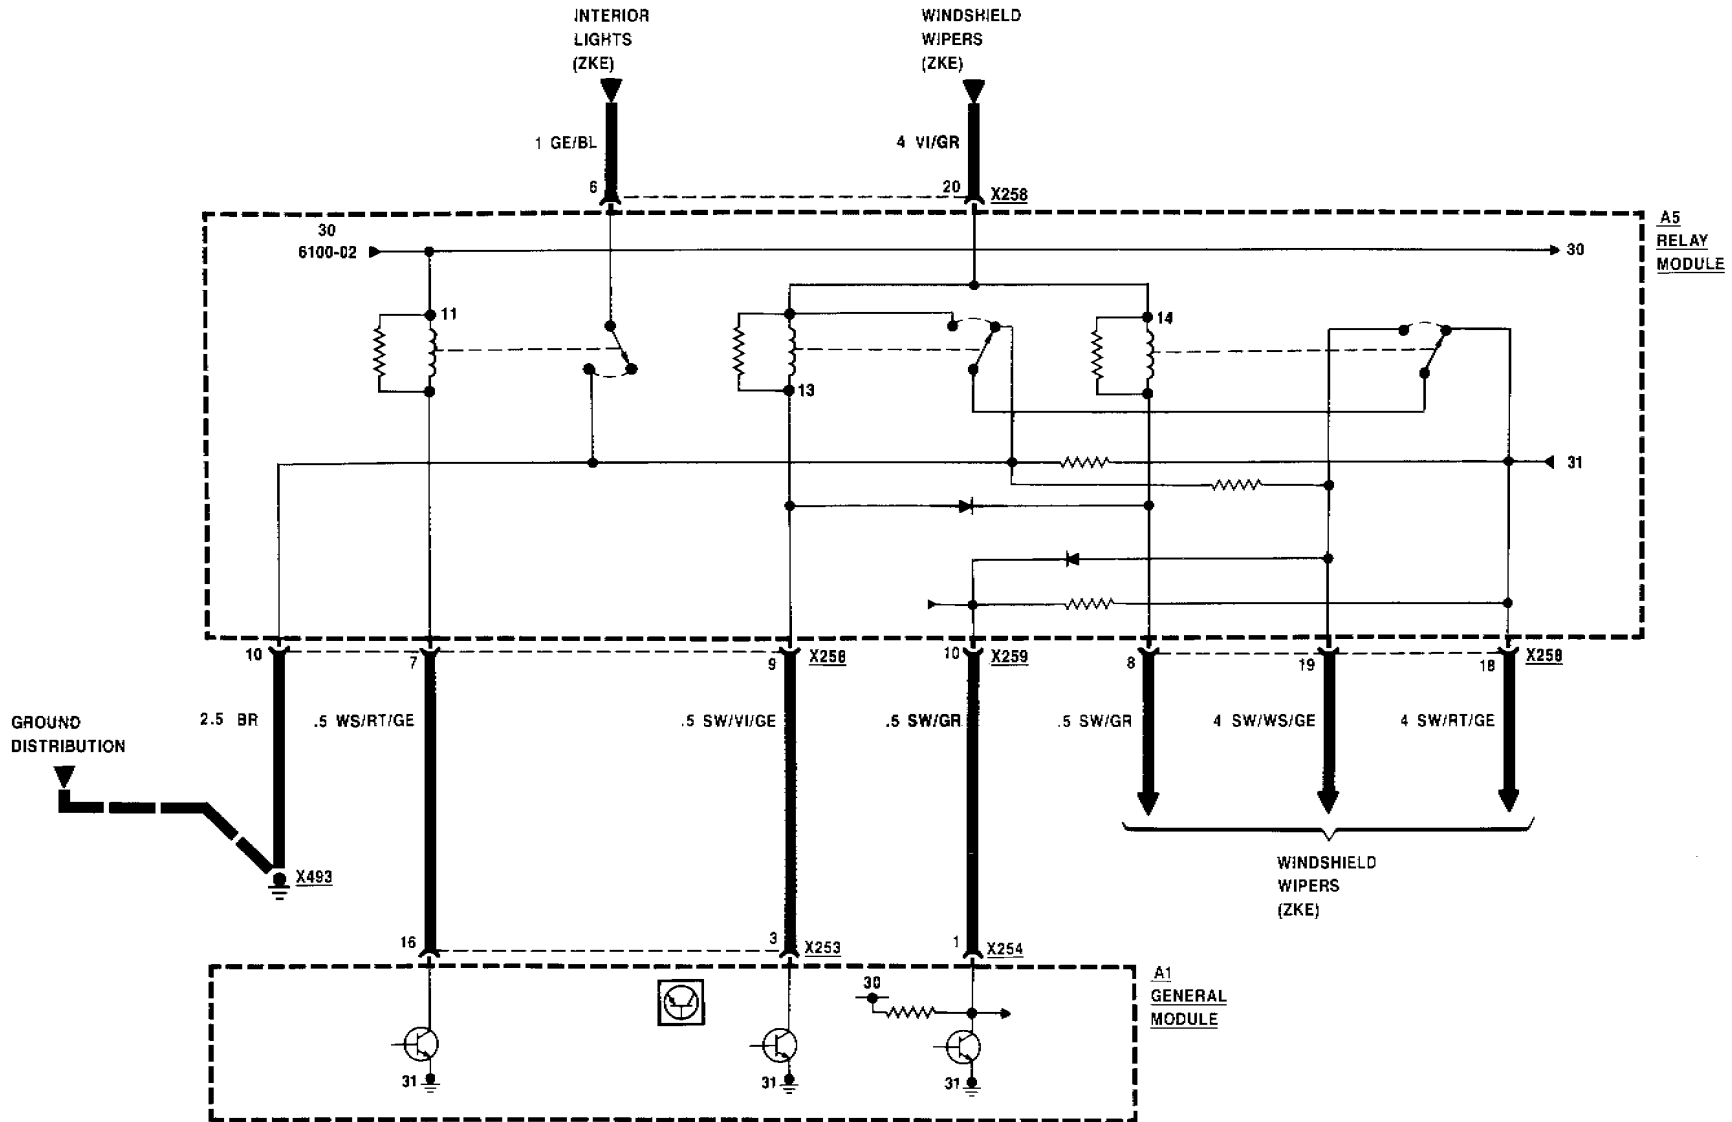 INTERIOR
LIGHTS
(ZKE)
WINDSHIELD
WIPERS
(ZKE)
1 GE/BL
4 VI/GR
6
20
X258
A5
RELAY
MODULE
30
6100-02
30
11
14
13
31
10
7
9
X258
10
X259
8
19
18
X258
GROUND
DISTRIBUTION
2.5 BR
.5 WS/RT/GE
.5 SW/VI/GE
.5 SW/GR
.5 SW/GR
4 SW/WS/GE
4 SW/RT/GE
X493
WINDSHIELD
WIPERS
(ZKE)
16
3
X253
1
X254
A1
GENERAL
MODULE
30
31
31
31